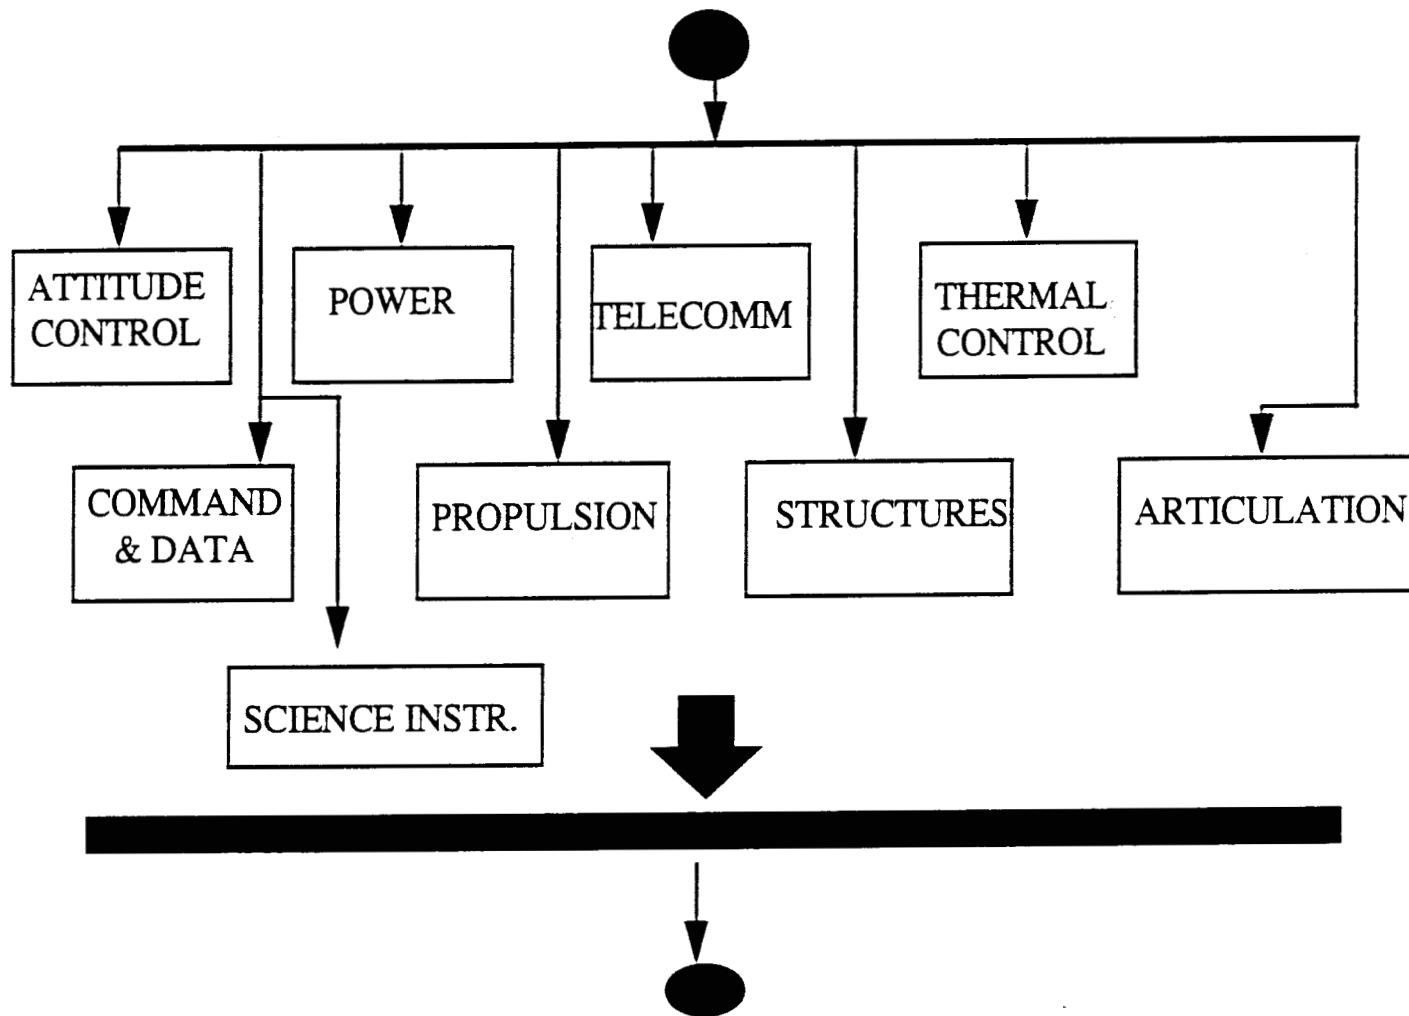 ATTITUDE
CONTROL
POWER
TELECOMM
THERMAL
CONTROL
COMMAND
& DATA
PROPULSION
STRUCTURES
ARTICULATION
SCIENCE INSTR.